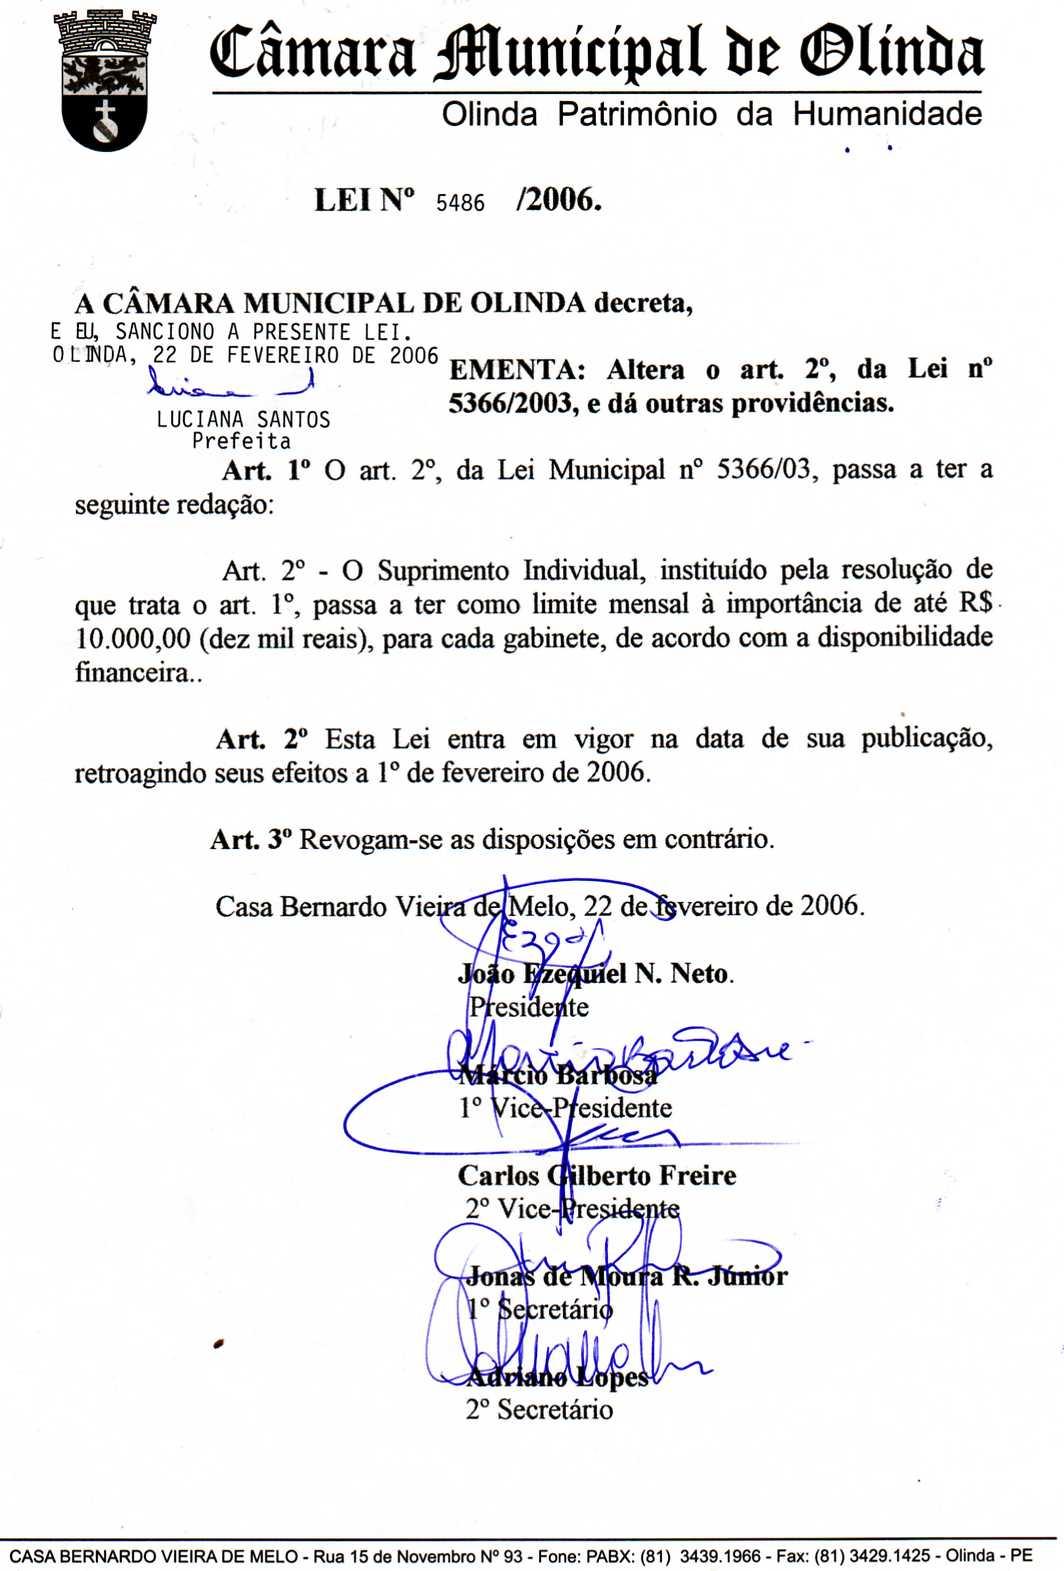 Câmara Municipal de Olinda
Olinda Patrimônio da Humanidade
LEI Nº 5486 /2006.
A CÂMARA MUNICIPAL DE OLINDA decreta,
E EU, SANCIONO A PRESENTE LEI.
OLINDA, 22 DE FEVEREIRO DE 2006
LUCIANA SANTOS
Prefeita
EMENTA: Altera o art. 2º, da Lei nº
5366/2003, e dá outras providências.
Art. 1º O art. 2º, da Lei Municipal nº 5366/03, passa a ter a
seguinte redação:
Art. 2º - O Suprimento Individual, instituído pela resolução de
que trata o art. 1º, passa a ter como limite mensal à importância de até R$
10.000,00 (dez mil reais), para cada gabinete, de acordo com a disponibilidade
financeira..
Art. 2º Esta Lei entra em vigor na data de sua publicação,
retroagindo seus efeitos a 1º de fevereiro de 2006.
Art. 3º Revogam-se as disposições em contrário.
Casa Bernardo Vieira de Melo, 22 de fevereiro de 2006.
João Ezequiel N. Neto.
Presidente
Márcio Barbosa
1º Vice-Presidente
Carlos Gilberto Freire
2º Vice-Presidente
Jonas de Moura R. Júnior
1º Secretário
Adriano Lopes
2º Secretário
CASA BERNARDO VIEIRA DE MELO - Rua 15 de Novembro Nº 93 - Fone: PABX: (81) 3439.1966 - Fax: (81) 3429.1425 - Olinda - PE